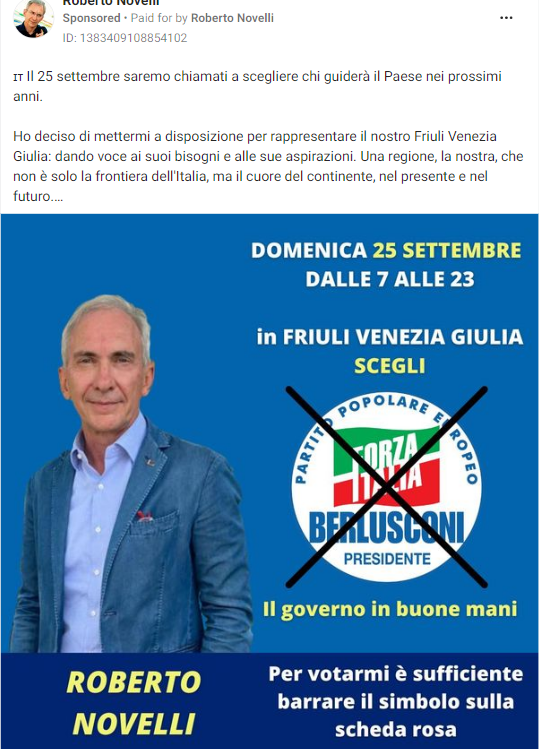 Roberto Novelli
Sponsored • Paid for by Roberto Novelli
ID: 1383409108854102
IT Il 25 settembre saremo chiamati a scegliere chi guiderà il Paese nei prossimi
anni.
Ho deciso di mettermi a disposizione per rappresentare il nostro Friuli Venezia
Giulia: dando voce ai suoi bisogni e alle sue aspirazioni. Una regione, la nostra, che
non è solo la frontiera dell'Italia, ma il cuore del continente, nel presente e nel
futuro....
DOMENICA 25 SETTEMBRE
DALLE 7 ALLE 23
in FRIULI VENEZIA GIULIA
SCEGLI
PARTITO POPOLARE EUROPEO
FORZA
ITALIA
BERLUSCONI
PRESIDENTE
Il governo in buone mani
ROBERTO
NOVELLI
Per votarmi è sufficiente
barrare il simbolo sulla
scheda rosa